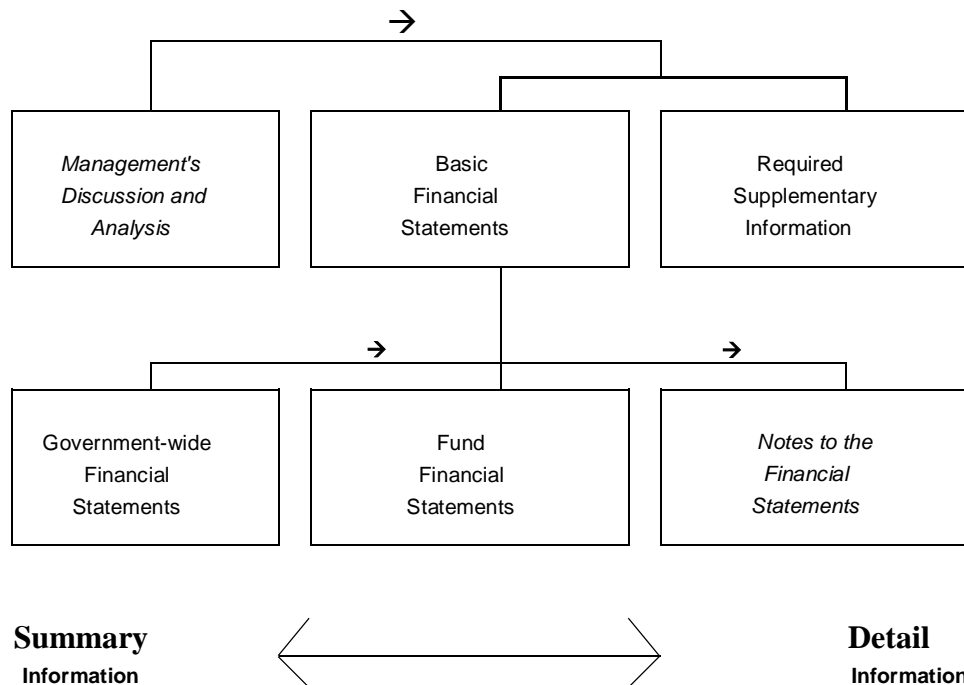 →
Management's
Discussion and
Analysis
Basic
Financial
Statements
Required
Supplementary
Information
→
→
Government-wide
Financial
Statements
Fund
Financial
Statements
Notes to the
Financial
Statements
Summary
Information
Detail
Information